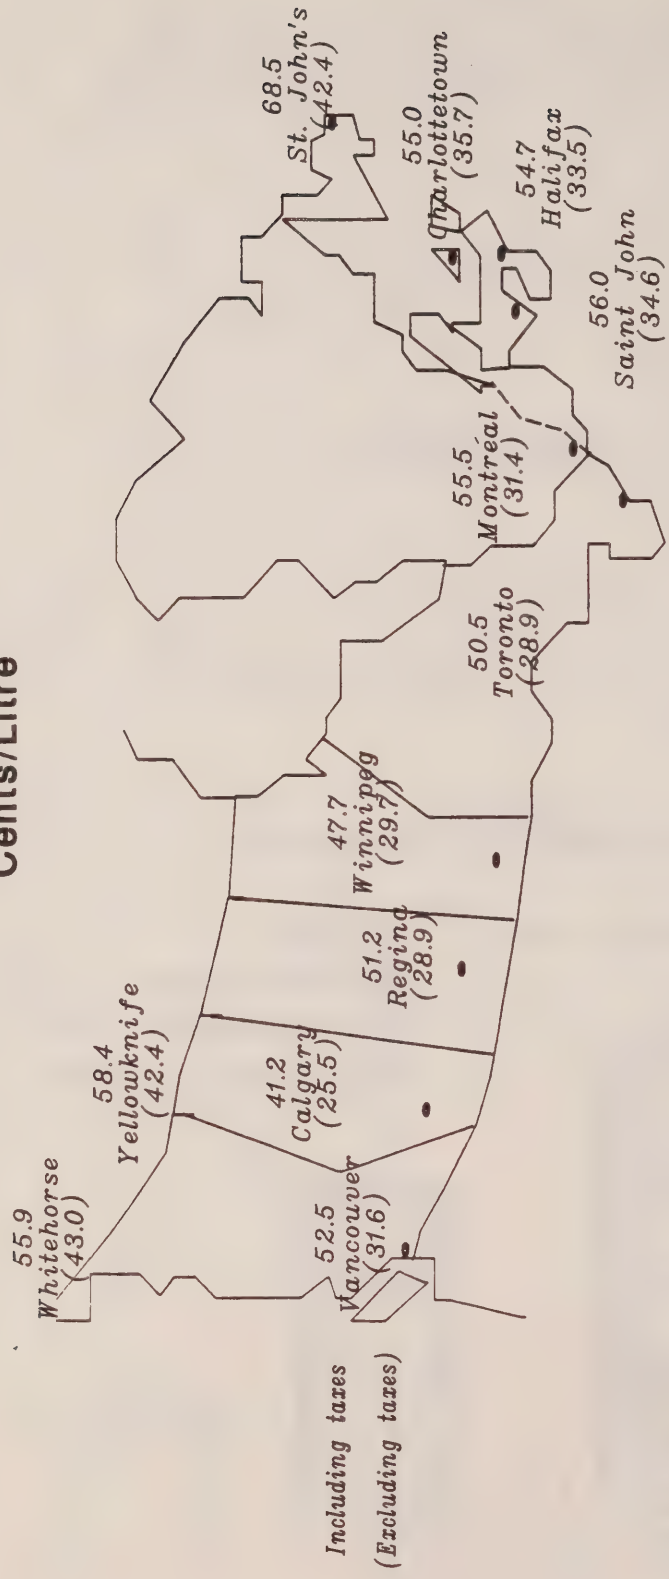 Cents/Litre
55.9
Whitehorse
(43.0)
58.4
Yellowknife
(42.4)
68.5
St. John's
(42.4)
52.5
Vancouver
(31.6)
41.2
Calgary
(25.5)
51.2
Regina
(28.9)
47.7
Winnipeg
(29.7)
50.5
Toronto
(28.9)
55.5
Montréal
(31.4)
55.0
Charlottetown
(35.7)
54.7
Halifax
(33.5)
56.0
Saint John
(34.6)
Including taxes
(Excluding taxes)